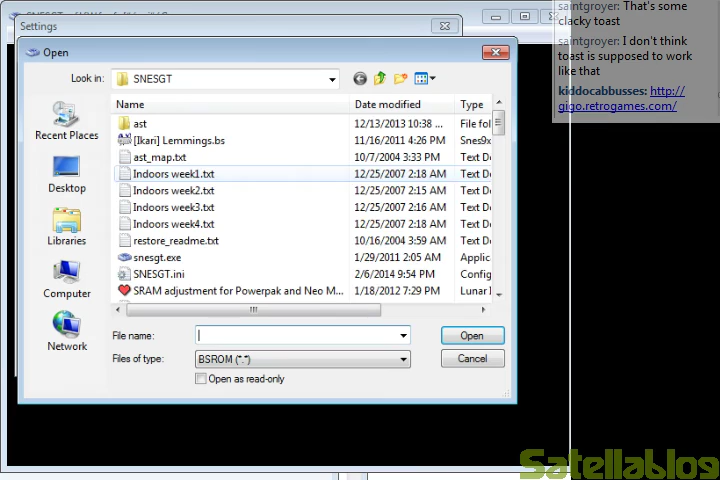 Settings
Open
Look in:
SNESGT
Name
Date modified
Type
ast
12/13/2013 10:38 ...
File fol
[Ikari] Lemmings.bs
11/16/2011 4:26 PM
Snes9x
ast_map.txt
10/7/2004 3:33 PM
Text Do
Indoors week1.txt
12/25/2007 2:18 AM
Text Do
Indoors week2.txt
12/25/2007 2:15 AM
Text Do
Indoors week3.txt
12/25/2007 2:16 AM
Text Do
Indoors week4.txt
12/25/2007 2:18 AM
Text Do
restore_readme.txt
10/16/2004 3:59 AM
Text Do
snesgt.exe
1/29/2011 2:05 AM
Applic
SNESGT.ini
2/6/2014 9:54 PM
Config
SRAM adjustment for Powerpak and Neo M...
1/18/2012 7:29 PM
Lunar I
Recent Places
Desktop
Libraries
Computer
Network
File name:
Open
Files of type:
BSROM (*.*)
Cancel
Open as read-only
saintgroyer: That's some
clacky toast
saintgroyer: I don't think
toast is supposed to work
like that
kiddocabbusses: http://
gigo.retrogames.com/
Satellablog